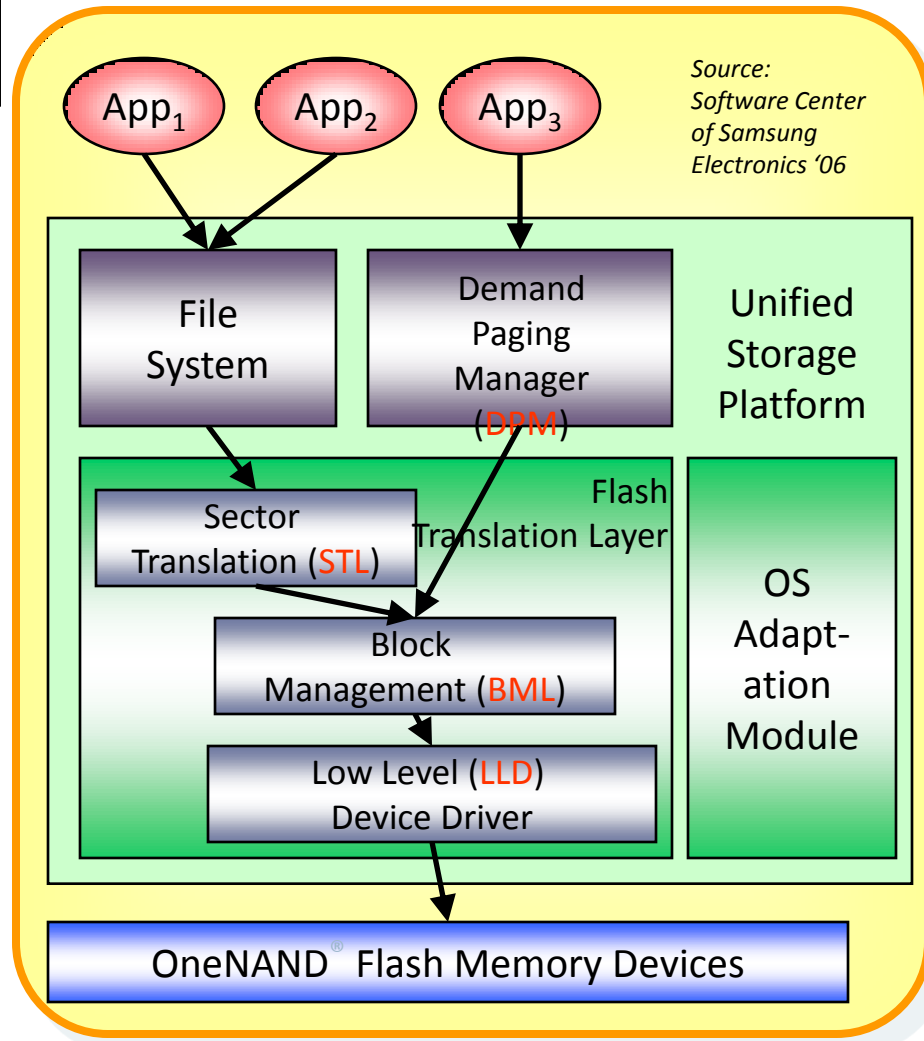 App1
App2
App3
Source:
Software Center
of Samsung
Electronics ‘06
File
System
Demand
Paging
Manager
(DPM)
Unified
Storage
Platform
Flash
Translation Layer
Sector
Translation (STL)
Block
Management (BML)
Low Level (LLD)
Device Driver
OS
Adapt-
ation
Module
OneNAND® Flash Memory Devices